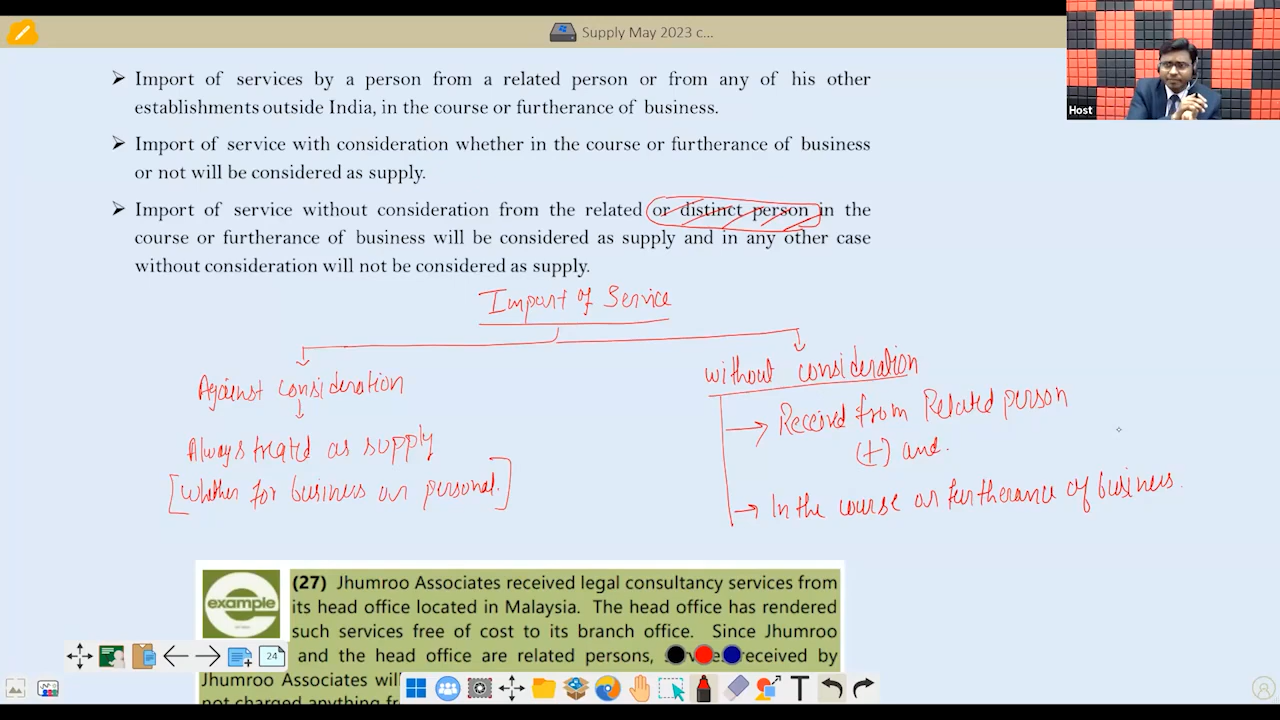 Supply May 2023 c...
Host
➢ Import of services by a person from a related person or from any of his other
establishments outside India, in the course or furtherance of business.
➢ Import of service with consideration whether in the course or furtherance of business
or not will be considered as supply.
➢ Import of service without consideration from the related or distinct person in the
course or furtherance of business will be considered as supply and in any other case
without consideration will not be considered as supply.
Import of Service
Against consideration
Always treated as supply
[whether for business or personal.]
without consideration
Received from Related person
(+) and.
In the course or furtherance of business.
example
(27) Jhumroo Associates received legal consultancy services from
its head office located in Malaysia. The head office has rendered
such services free of cost to its branch office. Since Jhumroo
and the head office are related persons, received by
Jhumroo Associates will
not charged anything
24
T